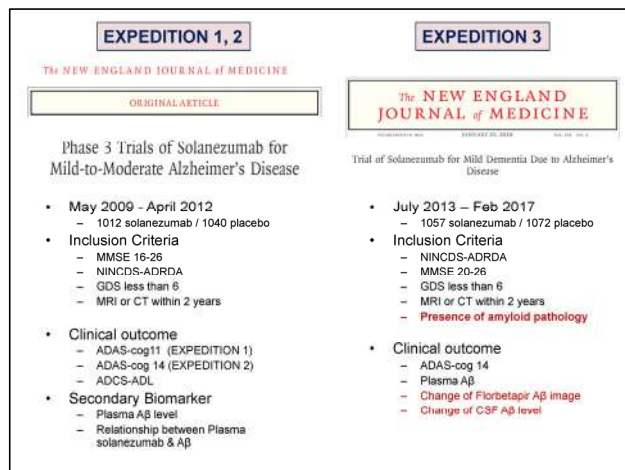 EXPEDITION 1, 2
The NEW ENGLAND JOURNAL of MEDICINE
ORIGINAL ARTICLE
Phase 3 Trials of Solanezumab for
Mild-to-Moderate Alzheimer's Disease
• May 2009 - April 2012
– 1012 solanezumab / 1040 placebo
• Inclusion Criteria
– MMSE 16-26
– NINCDS-ADRDA
– GDS less than 6
– MRI or CT within 2 years
• Clinical outcome
– ADAS-cog11 (EXPEDITION 1)
– ADAS-cog 14 (EXPEDITION 2)
– ADCS-ADL
• Secondary Biomarker
– Plasma Aβ level
– Relationship between Plasma
solanezumab & Aβ
EXPEDITION 3
The NEW ENGLAND
JOURNAL of MEDICINE
JANUARY 25, 2018
Trial of Solanezumab for Mild Dementia Due to Alzheimer's
Disease
• July 2013 – Feb 2017
– 1057 solanezumab / 1072 placebo
• Inclusion Criteria
– NINCDS-ADRDA
– MMSE 20-26
– GDS less than 6
– MRI or CT within 2 years
– Presence of amyloid pathology
• Clinical outcome
– ADAS-cog 14
– Plasma Aβ
– Change of Florbetapir Aβ image
– Change of CSF Aβ level